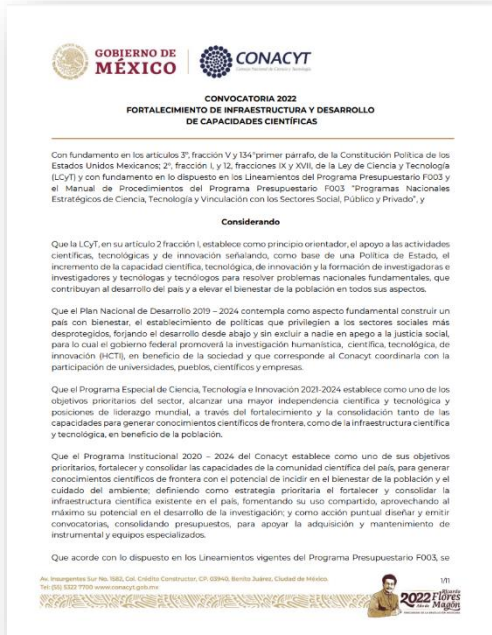 GOBIERNO DE
MÉXICO
CONACYT
Consejo Nacional de Ciencia y Tecnología
CONVOCATORIA 2022
FORTALECIMIENTO DE INFRAESTRUCTURA Y DESARROLLO
DE CAPACIDADES CIENTÍFICAS
Con fundamento en los artículos 3°, fracción V y 134°primer párrafo, de la Constitución Política de los
Estados Unidos Mexicanos; 2°, fracción I, y 12, fracciones IX y XVII, de la Ley de Ciencia y Tecnología
(LCyT) y con fundamento en lo dispuesto en los Lineamientos del Programa Presupuestario F003 y
el Manual de Procedimientos del Programa Presupuestario F003 "Programas Nacionales
Estratégicos de Ciencia, Tecnología y Vinculación con los Sectores Social, Público y Privado", y
Considerando
Que la LCyT, en su artículo 2 fracción I, establece como principio orientador, el apoyo a las actividades
científicas, tecnológicas y de innovación señalando, como base de una Política de Estado, el
incremento de la capacidad científica, tecnológica, de innovación y la formación de investigadoras e
investigadores y tecnólogas y tecnólogos para resolver problemas nacionales fundamentales, que
contribuyan al desarrollo del país y a elevar el bienestar de la población en todos sus aspectos.
Que el Plan Nacional de Desarrollo 2019 – 2024 contempla como aspecto fundamental construir un
país con bienestar, el establecimiento de políticas que privilegien a los sectores sociales más
desprotegidos, forjando el desarrollo desde abajo y sin excluir a nadie en apego a la justicia social,
para lo cual el gobierno federal promoverá la investigación humanística, científica, tecnológica, de
innovación (HCTI), en beneficio de la sociedad y que corresponde al Conacyt coordinarla con la
participación de universidades, pueblos, científicos y empresas.
Que el Programa Especial de Ciencia, Tecnología e Innovación 2021-2024 establece como uno de los
objetivos prioritarios del sector, alcanzar una mayor independencia científica y tecnológica y
posiciones de liderazgo mundial, a través del fortalecimiento y la consolidación tanto de las
capacidades para generar conocimientos científicos de frontera, como de la infraestructura científica
y tecnológica, en beneficio de la población.
Que el Programa Institucional 2020 – 2024 del Conacyt establece como uno de sus objetivos
prioritarios, fortalecer y consolidar las capacidades de la comunidad científica del país, para generar
conocimientos científicos de frontera con el potencial de incidir en el bienestar de la población y el
cuidado del ambiente; definiendo como estrategia prioritaria el fortalecer y consolidar la
infraestructura científica existente en el país, fomentando su uso compartido, aprovechando al
máximo su potencial en el desarrollo de la investigación; y como acción puntual diseñar y emitir
convocatorias, consolidando presupuestos, para apoyar la adquisición y mantenimiento de
instrumental y equipos especializados.
Que acorde con lo dispuesto en los Lineamientos vigentes del Programa Presupuestario F003, se
Av. Insurgentes Sur No. 1582, Col. Crédito Constructor, CP. 03940, Benito Juárez, Ciudad de México.
Tel: (55) 5322 7700 www.conacyt.gob.mx
1/11
2022 Ricardo
Flores
Año de Magón